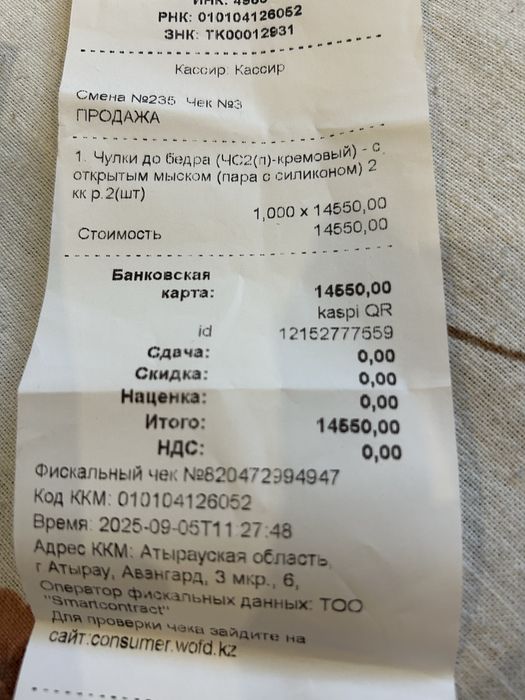 РНК: 010104126052
ЗНК: TK00012931
Кассир: Кассир
Смена №235 Чек №3
ПРОДАЖА
1. Чулки до бедра (ЧС2(п)-кремовый) - с
открытым мыском (пара с силиконом) 2
кк р.2(шт)
1,000 x 14550,00
Стоимость 14550,00
Банковская
карта: 14550,00
kaspi QR
id 12152777559
Сдача: 0,00
Скидка: 0,00
Наценка: 0,00
Итого: 14550,00
НДС: 0,00
Фискальный чек №820472994947
Код ККМ: 010104126052
Время: 2025-09-05T11:27:48
Адрес ККМ: Атырауская область,
г Атырау, Авангард, 3 мкр., 6,
Оператор фискальных данных: ТОО
"Smartcontract"
Для проверки чека зайдите на
сайт:consumer.wofd.kz